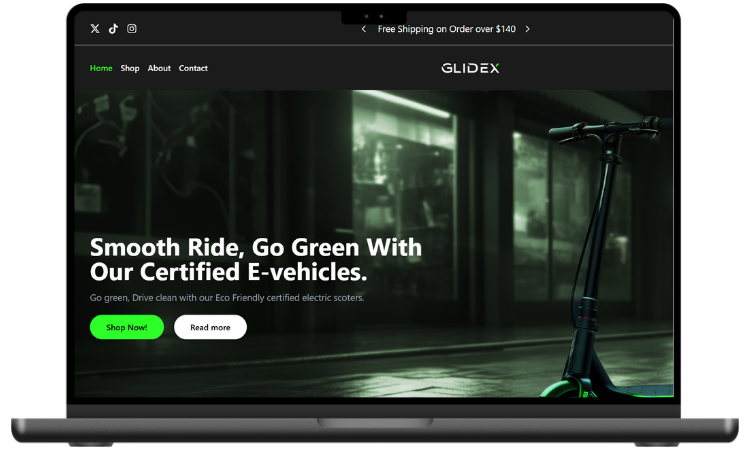 Free Shipping on Order over $140
Home Shop About Contact
GLIDEX
Smooth Ride, Go Green With
Our Certified E-vehicles.
Go green, Drive clean with our Eco Friendly certified electric scoters.
Shop Now! Read more